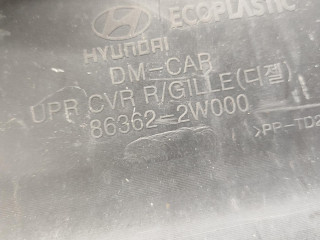 ECOPLASTIC
HYUNDAI
DM-CAR
UPR CVR R/GILLE(디젤)
86362-2W000
>PP-TD2